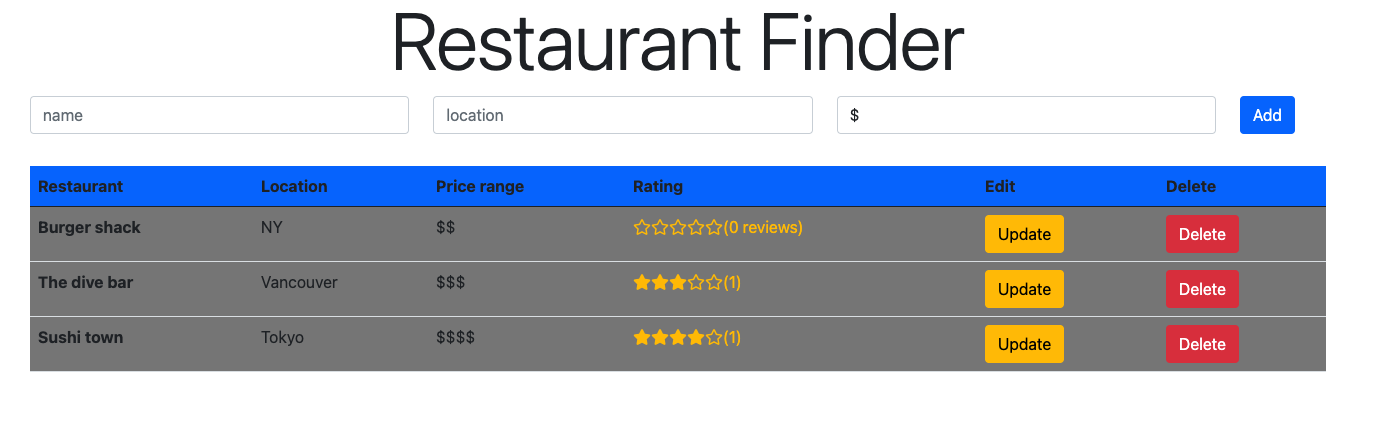 Restaurant Finder
name location $ Add
Restaurant Location Price range Rating Edit Delete
Burger shack NY $$ (0 reviews) Update Delete
The dive bar Vancouver $$$ (1) Update Delete
Sushi town Tokyo $$$$ (1) Update Delete